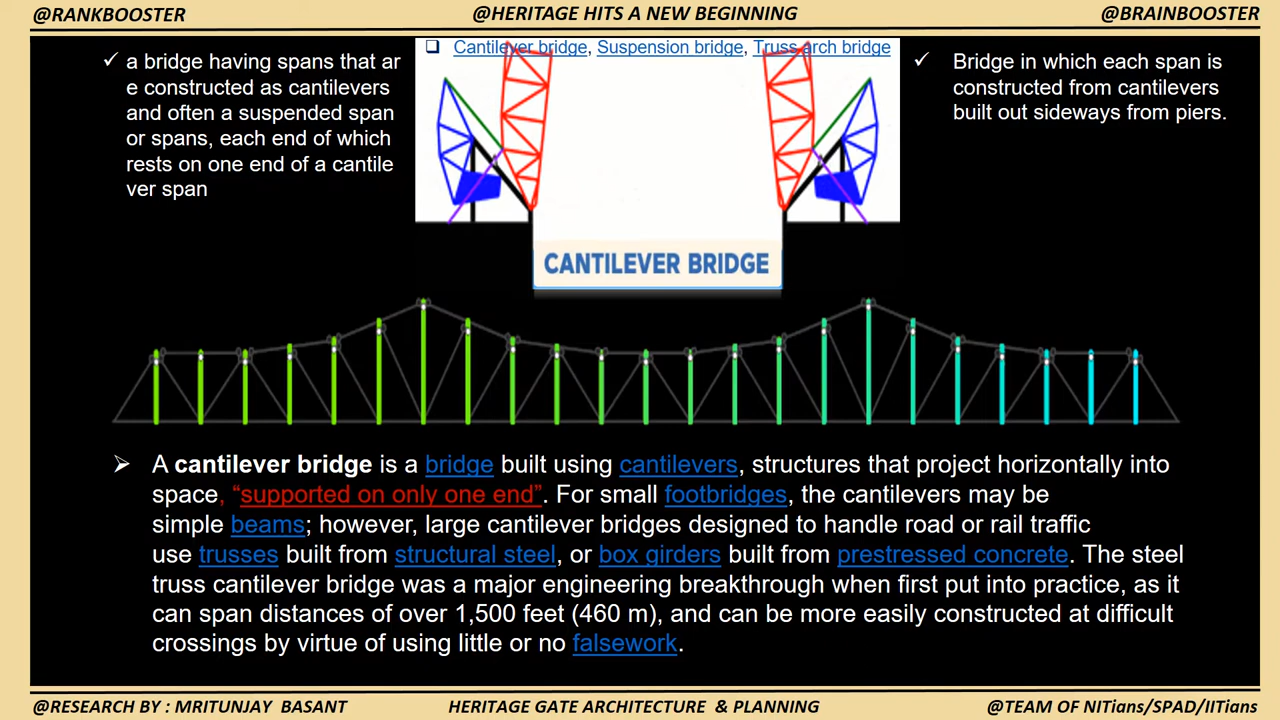 @RANKBOOSTER
@HERITAGE HITS A NEW BEGINNING
@BRAINBOOSTER
✓ a bridge having spans that ar
e constructed as cantilevers
and often a suspended span
or spans, each end of which
rests on one end of a cantile
ver span
❑ Cantilever bridge, Suspension bridge, Truss arch bridge
✓ Bridge in which each span is
constructed from cantilevers
built out sideways from piers.
CANTILEVER BRIDGE
➢ A cantilever bridge is a bridge built using cantilevers, structures that project horizontally into
space, “supported on only one end”. For small footbridges, the cantilevers may be
simple beams; however, large cantilever bridges designed to handle road or rail traffic
use trusses built from structural steel, or box girders built from prestressed concrete. The steel
truss cantilever bridge was a major engineering breakthrough when first put into practice, as it
can span distances of over 1,500 feet (460 m), and can be more easily constructed at difficult
crossings by virtue of using little or no falsework.
@RESEARCH BY : MRITUNJAY BASANT
HERITAGE GATE ARCHITECTURE & PLANNING
@TEAM OF NITians/SPAD/IITians